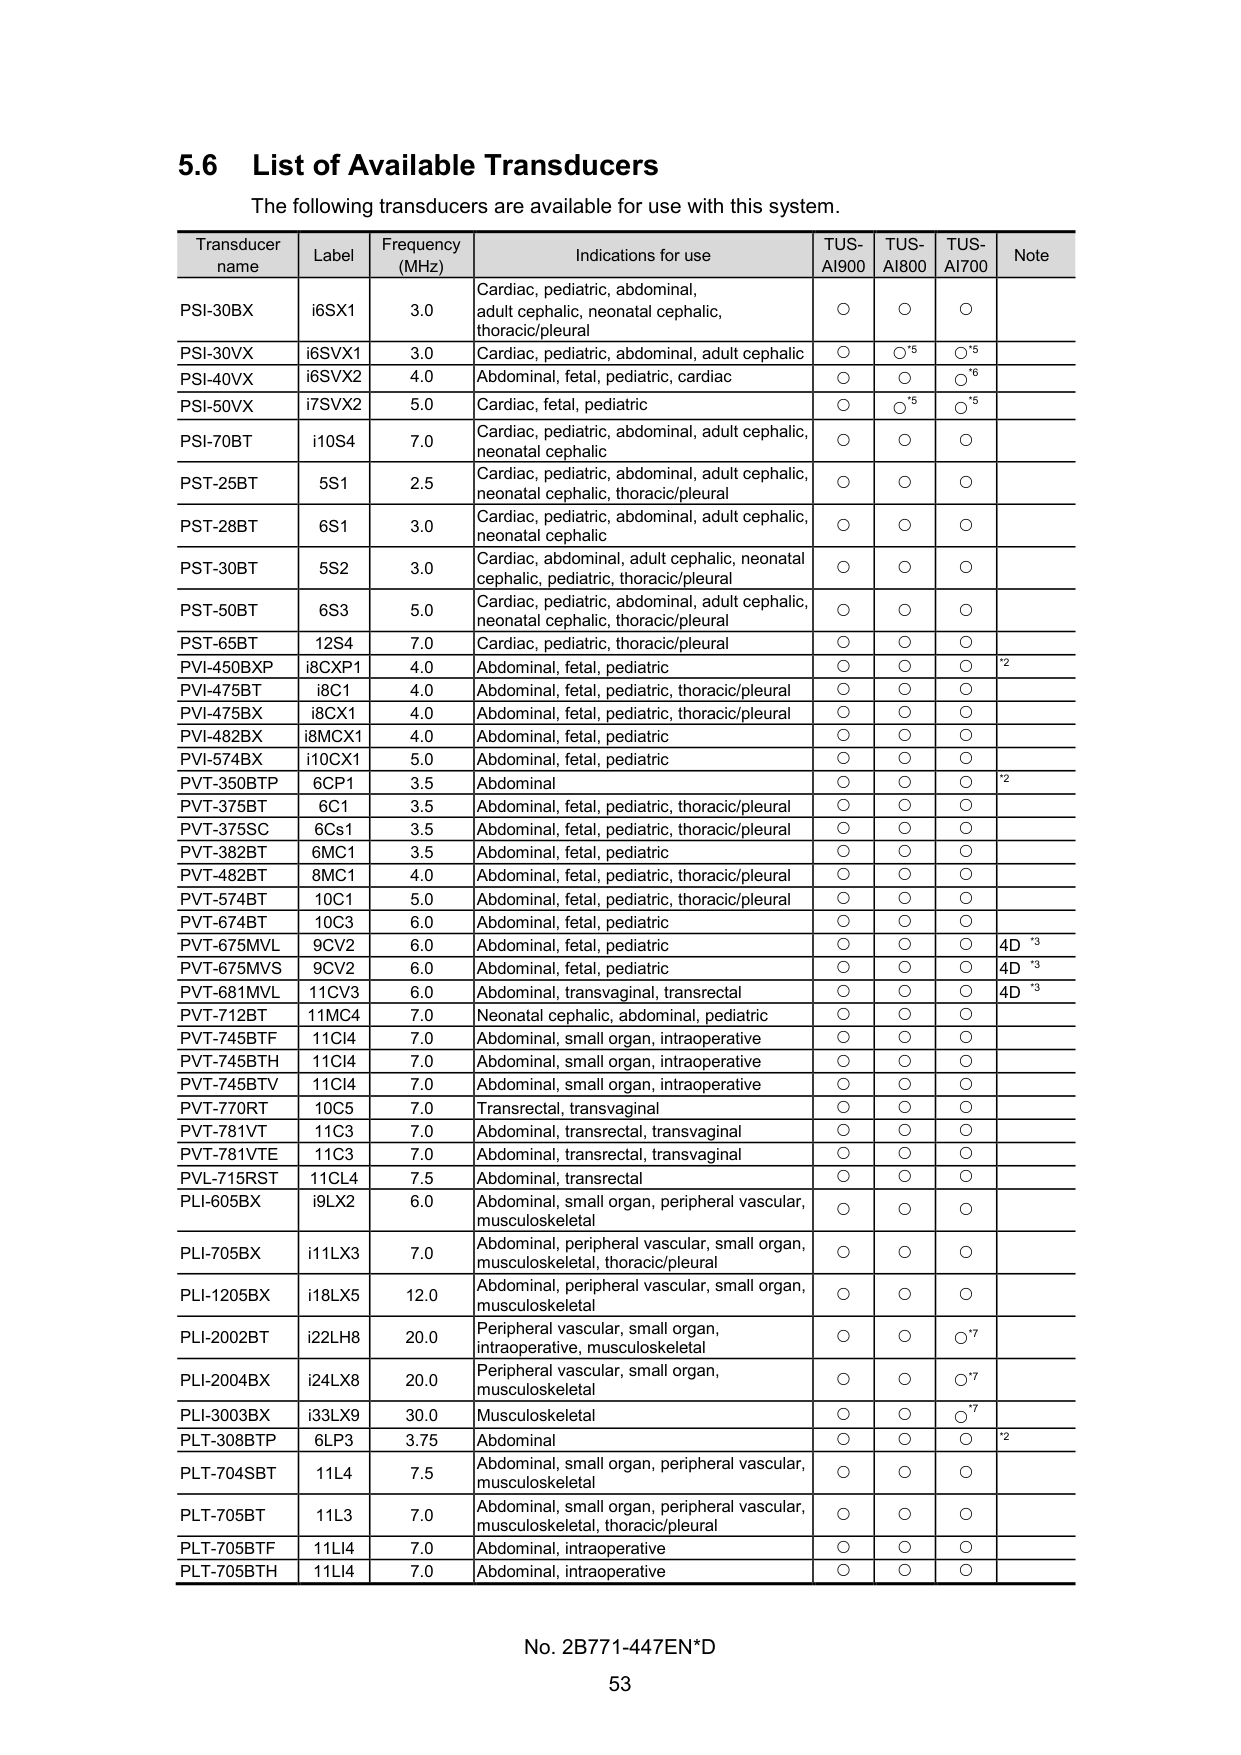 5.6 List of Available Transducers
The following transducers are available for use with this system.
Transducer name Label Frequency (MHz) Indications for use TUS-AI900 TUS-AI800 TUS-AI700 Note
PSI-30BX i6SX1 3.0 Cardiac, pediatric, abdominal, ○ ○ ○
adult cephalic, neonatal cephalic,
thoracic/pleural
PSI-30VX i6SVX1 3.0 Cardiac, pediatric, abdominal, adult cephalic ○ ○*5 ○*5
PSI-40VX i6SVX2 4.0 Abdominal, fetal, pediatric, cardiac ○ ○ ○*6
PSI-50VX i7SVX2 5.0 Cardiac, fetal, pediatric ○ ○*5 ○*5
PSI-70BT i10S4 7.0 Cardiac, pediatric, abdominal, adult cephalic, ○ ○ ○
neonatal cephalic
PST-25BT 5S1 2.5 Cardiac, pediatric, abdominal, adult cephalic, ○ ○ ○
neonatal cephalic, thoracic/pleural
PST-28BT 6S1 3.0 Cardiac, pediatric, abdominal, adult cephalic, ○ ○ ○
neonatal cephalic
PST-30BT 5S2 3.0 Cardiac, abdominal, adult cephalic, neonatal ○ ○ ○
cephalic, pediatric, thoracic/pleural
PST-50BT 6S3 5.0 Cardiac, pediatric, abdominal, adult cephalic, ○ ○ ○
neonatal cephalic, thoracic/pleural
PST-65BT 12S4 7.0 Cardiac, pediatric, thoracic/pleural ○ ○ ○
PVI-450BXP i8CXP1 4.0 Abdominal, fetal, pediatric ○ ○ ○ *2
PVI-475BT i8C1 4.0 Abdominal, fetal, pediatric, thoracic/pleural ○ ○ ○
PVI-475BX i8CX1 4.0 Abdominal, fetal, pediatric, thoracic/pleural ○ ○ ○
PVI-482BX i8MCX1 4.0 Abdominal, fetal, pediatric ○ ○ ○
PVI-574BX i10CX1 5.0 Abdominal, fetal, pediatric ○ ○ ○
PVT-350BTP 6CP1 3.5 Abdominal ○ ○ ○ *2
PVT-375BT 6C1 3.5 Abdominal, fetal, pediatric, thoracic/pleural ○ ○ ○
PVT-375SC 6Cs1 3.5 Abdominal, fetal, pediatric, thoracic/pleural ○ ○ ○
PVT-382BT 6MC1 3.5 Abdominal, fetal, pediatric ○ ○ ○
PVT-482BT 8MC1 4.0 Abdominal, fetal, pediatric, thoracic/pleural ○ ○ ○
PVT-574BT 10C1 5.0 Abdominal, fetal, pediatric, thoracic/pleural ○ ○ ○
PVT-674BT 10C3 6.0 Abdominal, fetal, pediatric ○ ○ ○
PVT-675MVL 9CV2 6.0 Abdominal, fetal, pediatric ○ ○ ○ 4D *3
PVT-675MVS 9CV2 6.0 Abdominal, fetal, pediatric ○ ○ ○ 4D *3
PVT-681MVL 11CV3 6.0 Abdominal, transvaginal, transrectal ○ ○ ○ 4D *3
PVT-712BT 11MC4 7.0 Neonatal cephalic, abdominal, pediatric ○ ○ ○
PVT-745BTF 11CI4 7.0 Abdominal, small organ, intraoperative ○ ○ ○
PVT-745BTH 11CI4 7.0 Abdominal, small organ, intraoperative ○ ○ ○
PVT-745BTV 11CI4 7.0 Abdominal, small organ, intraoperative ○ ○ ○
PVT-770RT 10C5 7.0 Transrectal, transvaginal ○ ○ ○
PVT-781VT 11C3 7.0 Abdominal, transrectal, transvaginal ○ ○ ○
PVT-781VTE 11C3 7.0 Abdominal, transrectal, transvaginal ○ ○ ○
PVL-715RST 11CL4 7.5 Abdominal, transrectal ○ ○ ○
PLI-605BX i9LX2 6.0 Abdominal, small organ, peripheral vascular, ○ ○ ○
musculoskeletal
PLI-705BX i11LX3 7.0 Abdominal, peripheral vascular, small organ, ○ ○ ○
musculoskeletal, thoracic/pleural
PLI-1205BX i18LX5 12.0 Abdominal, peripheral vascular, small organ, ○ ○ ○
musculoskeletal
PLI-2002BT i22LH8 20.0 Peripheral vascular, small organ, ○ ○ ○*7
intraoperative, musculoskeletal
PLI-2004BX i24LX8 20.0 Peripheral vascular, small organ, ○ ○ ○*7
musculoskeletal
PLI-3003BX i33LX9 30.0 Musculoskeletal ○ ○ ○*7
PLT-308BTP 6LP3 3.75 Abdominal ○ ○ ○ *2
PLT-704SBT 11L4 7.5 Abdominal, small organ, peripheral vascular, ○ ○ ○
musculoskeletal
PLT-705BT 11L3 7.0 Abdominal, small organ, peripheral vascular, ○ ○ ○
musculoskeletal, thoracic/pleural
PLT-705BTF 11LI4 7.0 Abdominal, intraoperative ○ ○ ○
PLT-705BTH 11LI4 7.0 Abdominal, intraoperative ○ ○ ○
No. 2B771-447EN*D
53